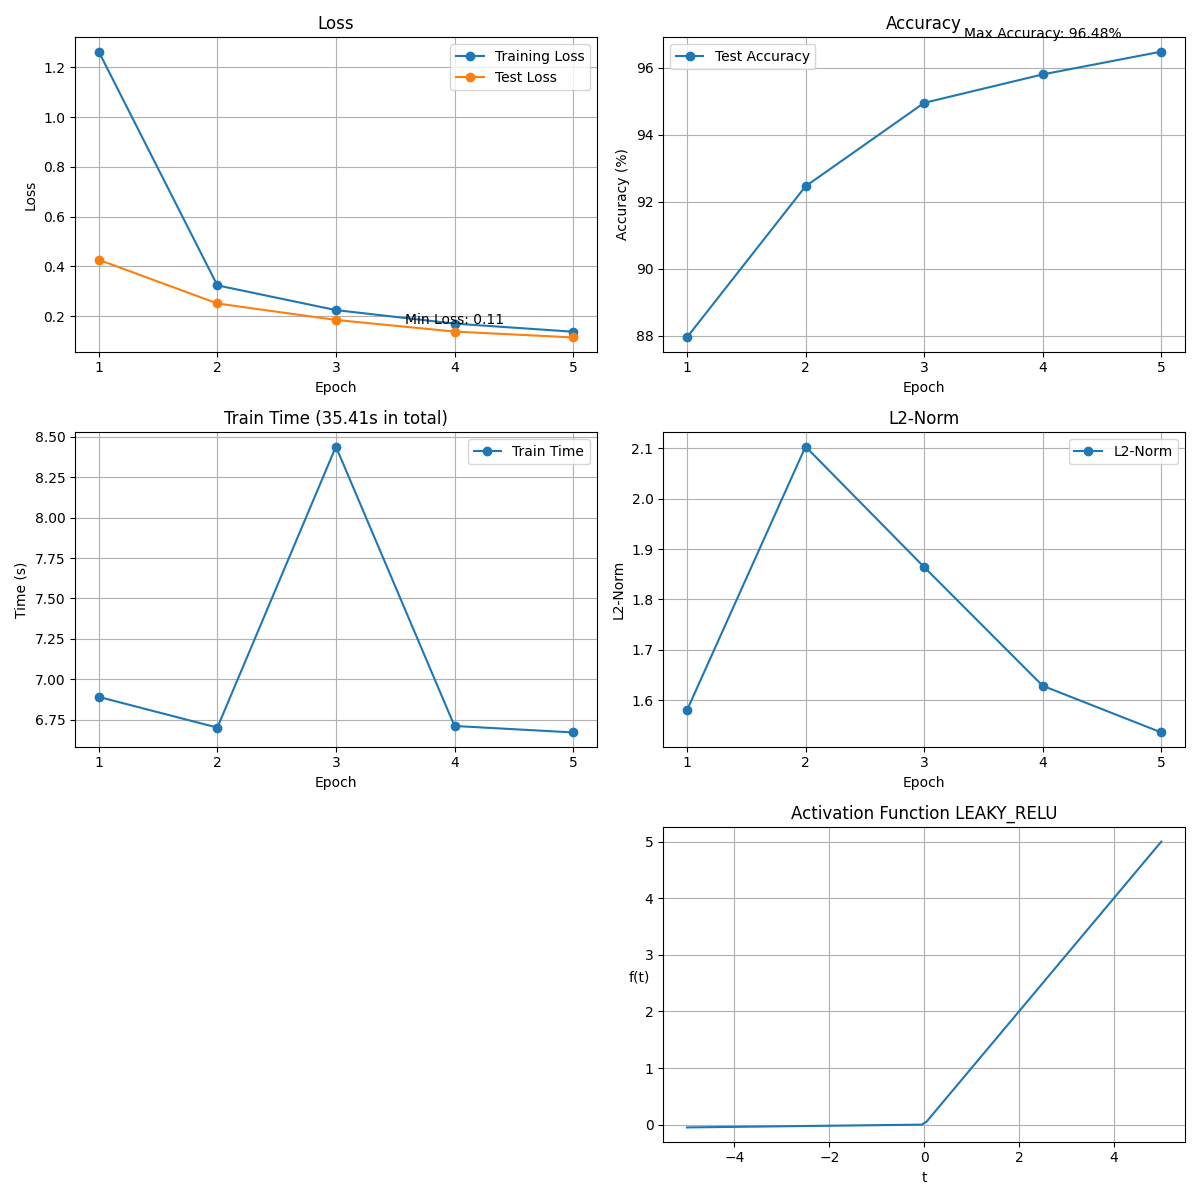 Loss
Training Loss
Test Loss
Min Loss: 0.11
Loss
1.2
1.0
0.8
0.6
0.4
0.2
1 2 3 4 5
Epoch
Accuracy
Max Accuracy: 96.48%
Test Accuracy
Accuracy (%)
96
94
92
90
88
1 2 3 4 5
Epoch
Train Time (35.41s in total)
Train Time
Time (s)
8.50
8.25
8.00
7.75
7.50
7.25
7.00
6.75
1 2 3 4 5
Epoch
L2-Norm
L2-Norm
L2-Norm
2.1
2.0
1.9
1.8
1.7
1.6
1 2 3 4 5
Epoch
Activation Function LEAKY_RELU
f(t)
5
4
3
2
1
0
−4 −2 0 2 4
t